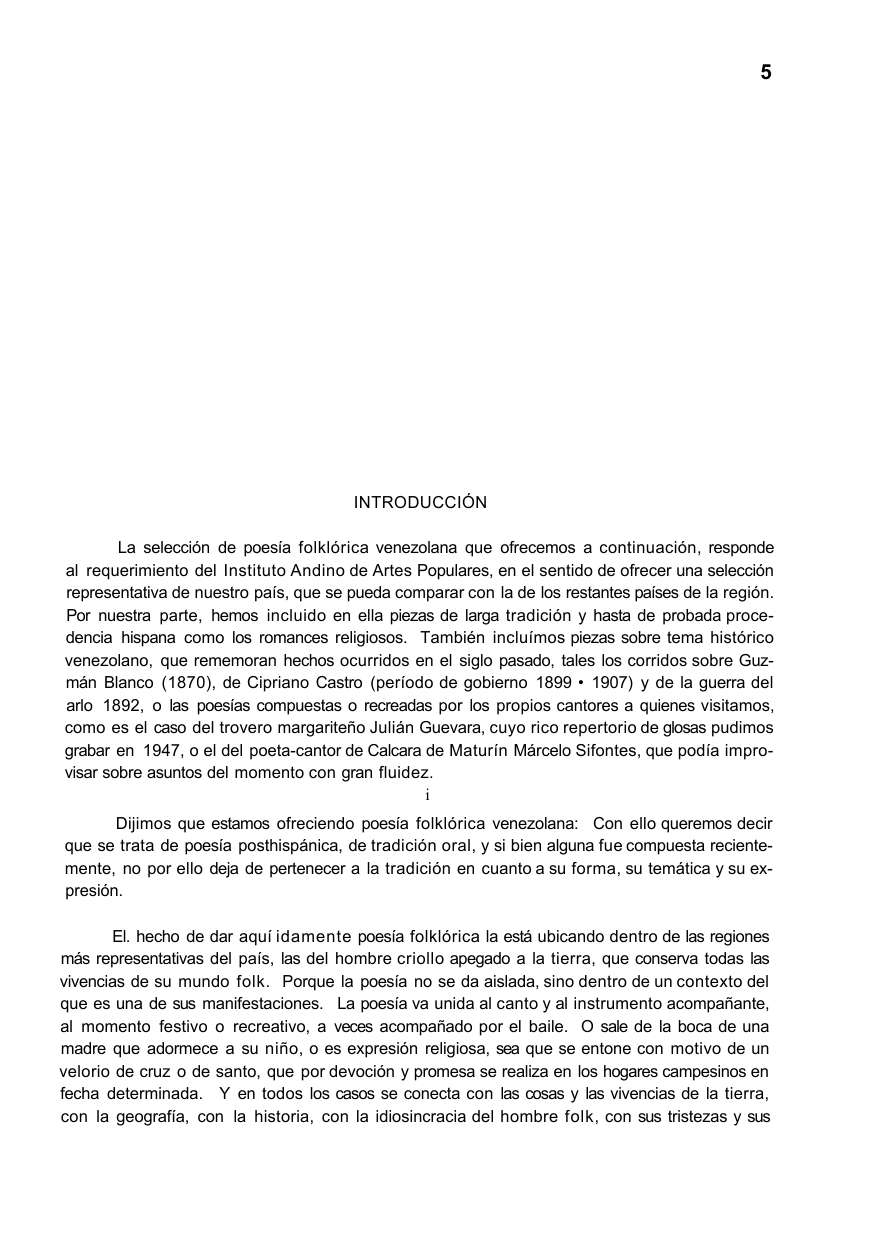 5
INTRODUCCIÓN
La selección de poesía folklórica venezolana que ofrecemos a continuación, responde
al requerimiento del Instituto Andino de Artes Populares, en el sentido de ofrecer una selección
representativa de nuestro país, que se pueda comparar con la de los restantes países de la región.
Por nuestra parte, hemos incluido en ella piezas de larga tradición y hasta de probada proce-
dencia hispana como los romances religiosos. También incluímos piezas sobre tema histórico
venezolano, que rememoran hechos ocurridos en el siglo pasado, tales los corridos sobre Guz-
mán Blanco (1870), de Cipriano Castro (período de gobierno 1899 • 1907) y de la guerra del
arlo 1892, o las poesías compuestas o recreadas por los propios cantores a quienes visitamos,
como es el caso del trovero margariteño Julián Guevara, cuyo rico repertorio de glosas pudimos
grabar en 1947, o el del poeta-cantor de Calcara de Maturín Márcelo Sifontes, que podía impro-
visar sobre asuntos del momento con gran fluidez.
i
Dijimos que estamos ofreciendo poesía folklórica venezolana: Con ello queremos decir
que se trata de poesía posthispánica, de tradición oral, y si bien alguna fue compuesta reciente-
mente, no por ello deja de pertenecer a la tradición en cuanto a su forma, su temática y su ex-
presión.
El. hecho de dar aquí idamente poesía folklórica la está ubicando dentro de las regiones
más representativas del país, las del hombre criollo apegado a la tierra, que conserva todas las
vivencias de su mundo folk. Porque la poesía no se da aislada, sino dentro de un contexto del
que es una de sus manifestaciones. La poesía va unida al canto y al instrumento acompañante,
al momento festivo o recreativo, a veces acompañado por el baile. O sale de la boca de una
madre que adormece a su niño, o es expresión religiosa, sea que se entone con motivo de un
velorio de cruz o de santo, que por devoción y promesa se realiza en los hogares campesinos en
fecha determinada. Y en todos los casos se conecta con las cosas y las vivencias de la tierra,
con la geografía, con la historia, con la idiosincracia del hombre folk, con sus tristezas y sus